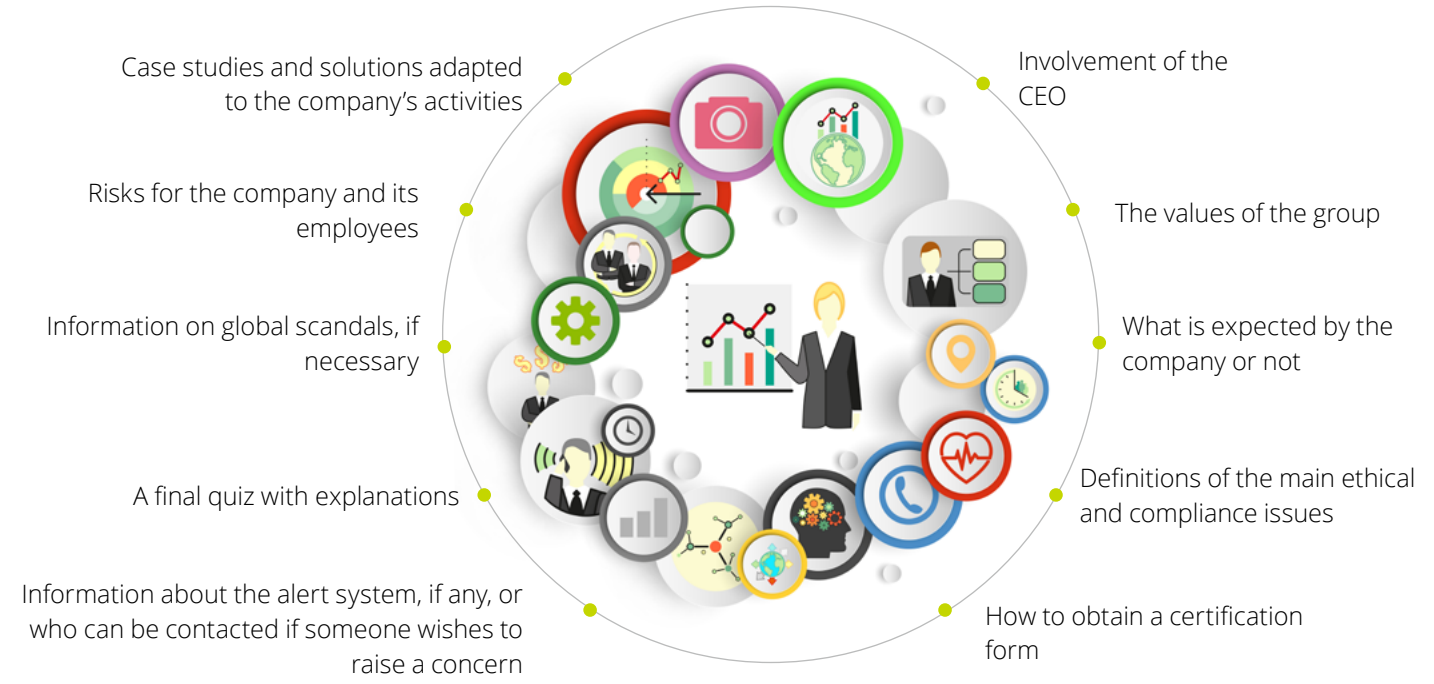 Case studies and solutions adapted
to the company’s activities
Risks for the company and its
employees
Information on global scandals, if
necessary
A final quiz with explanations
Information about the alert system, if any, or
who can be contacted if someone wishes to
raise a concern
Involvement of the
CEO
The values of the group
What is expected by the
company or not
Definitions of the main ethical
and compliance issues
How to obtain a certification
form
$ $ $